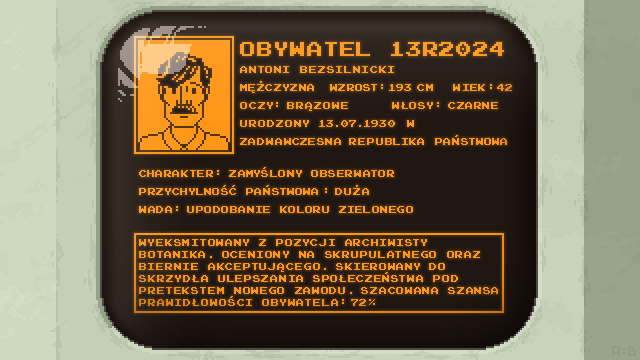 OBYWATEL 13R2024
ANTONI BEZSILNICKI
MĘŻCZYZNA WZROST: 193 CM WIEK: 42
OCZY: BRĄZOWE WŁOSY: CZARNE
URODZONY 13.07.1930 W
ZADWAWCZESNA REPUBLIKA PAŃSTWOWA
CHARAKTER: ZAMYŚLONY OBSERWATOR
PRZYCHYLNOŚĆ PAŃSTWOWA : DUŻA
WADA: UPODOBANIE KOLORU ZIELONEGO
WYEKSMITOWANY Z POZYCJI ARCHIWISTY
BOTANIKA. OCENIONY NA SKRUPULATNEGO ORAZ
BIERNIE AKCEPTUJĄCEGO. SKIEROWANY DO
SKRZYDŁA ULEPSZANIA SPOŁECZEŃSTWA POD
PRETEKSTEM NOWEGO ZAWODU. SZACOWANA SZANSA
PRAWIDŁOWOŚCI OBYWATELA: 72%